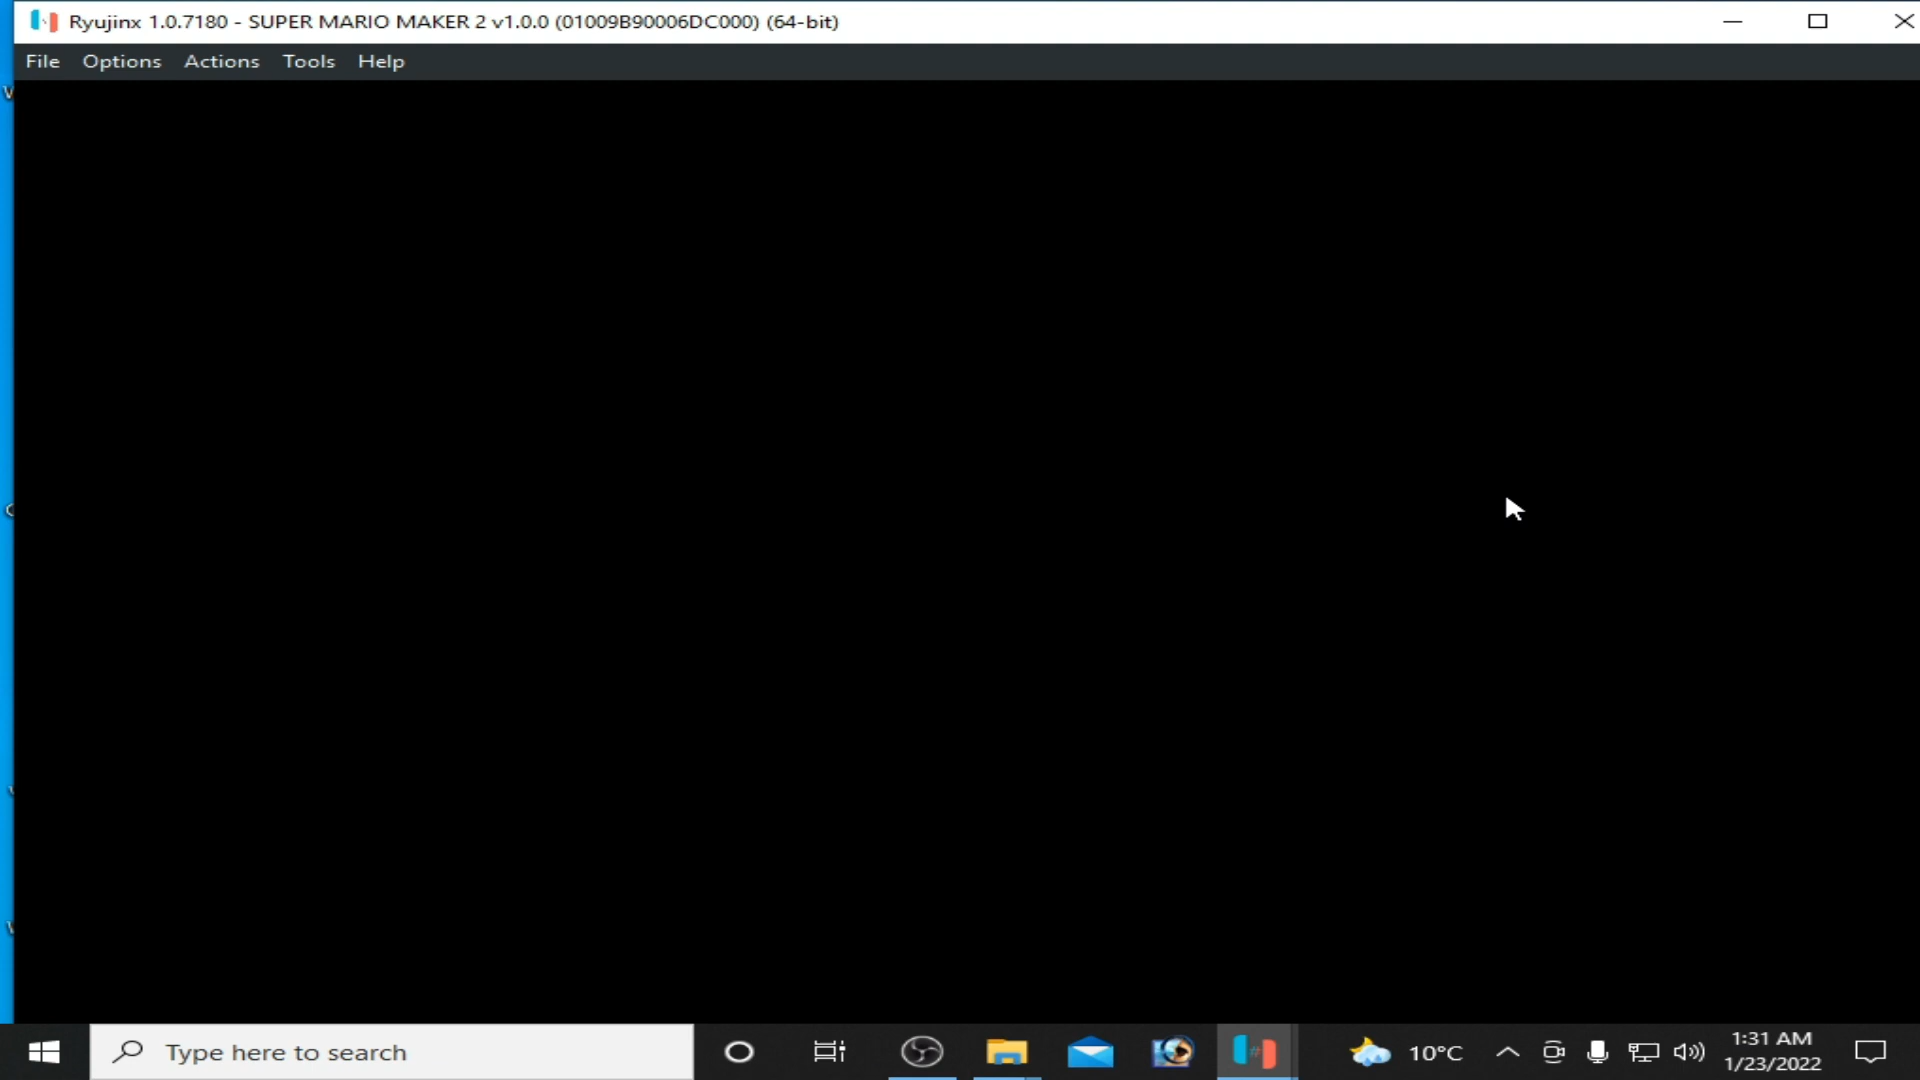 Ryujinx 1.0.7180 - SUPER MARIO MAKER 2 v1.0.0 (01009B90006DC000) (64-bit)
File Options Actions Tools Help
Type here to search
10°C
1:31 AM
1/23/2022